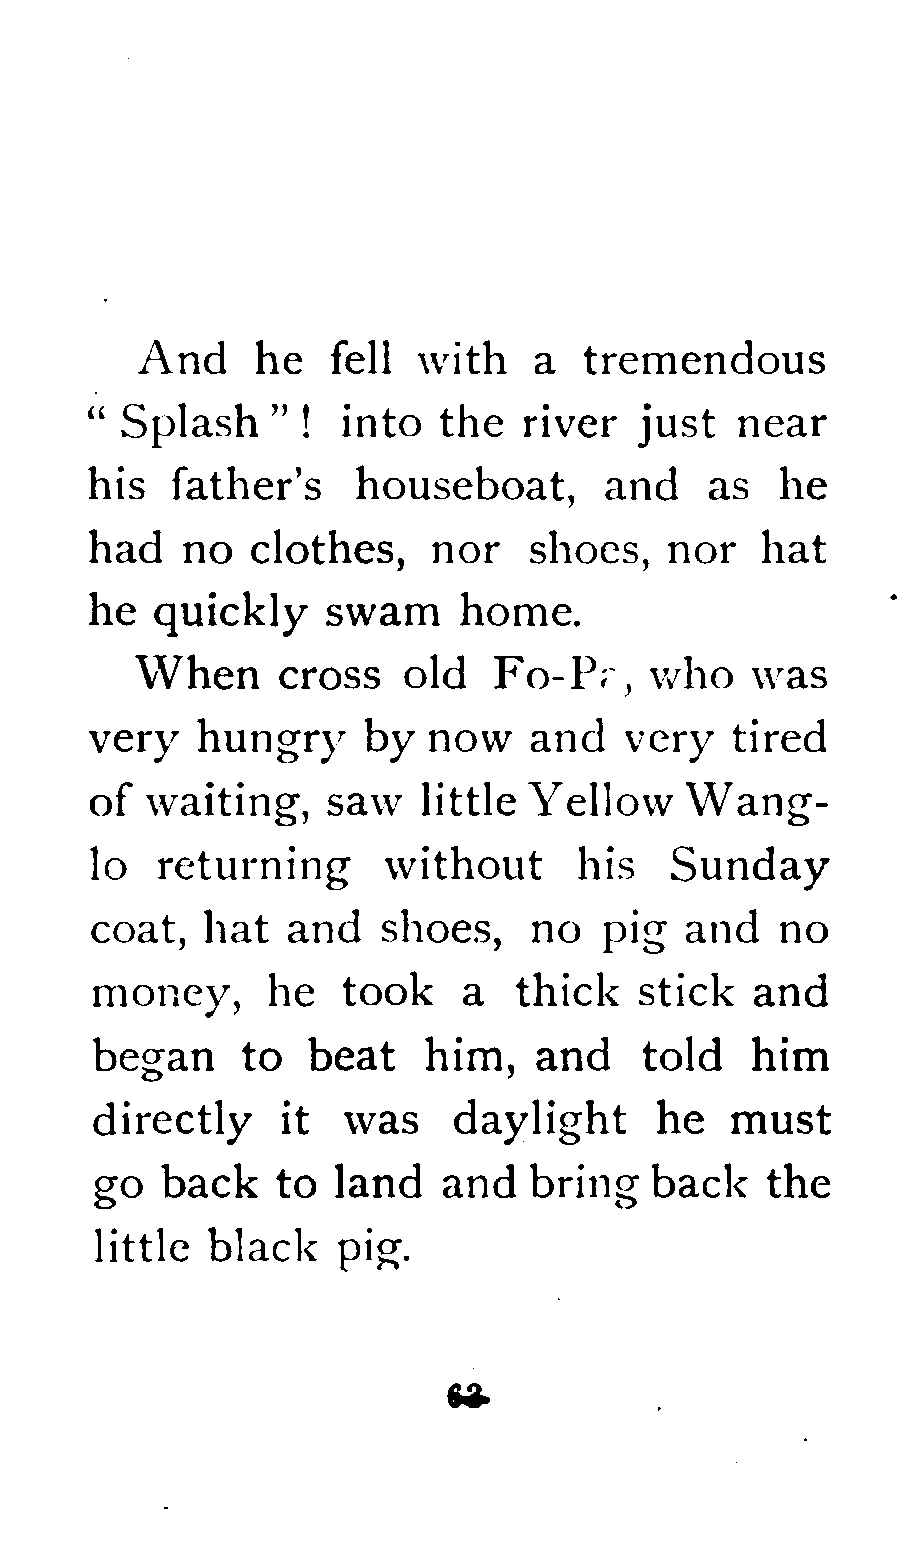 And he fell with a tremendous
“ Splash ” ! into the river just near
his father's houseboat, and as he
had no clothes, nor shoes, nor hat
he quickly swam home.
When cross old , who was
very hungry by now and very tired
of waiting, saw little Yellow Wang-
lo returning without his Sunday
coat, hat and shoes, no pig and no
money, he took a thick stick and
began to beat him, and told him
directly it was daylight he must
go back to land and bring back the
little black pig.